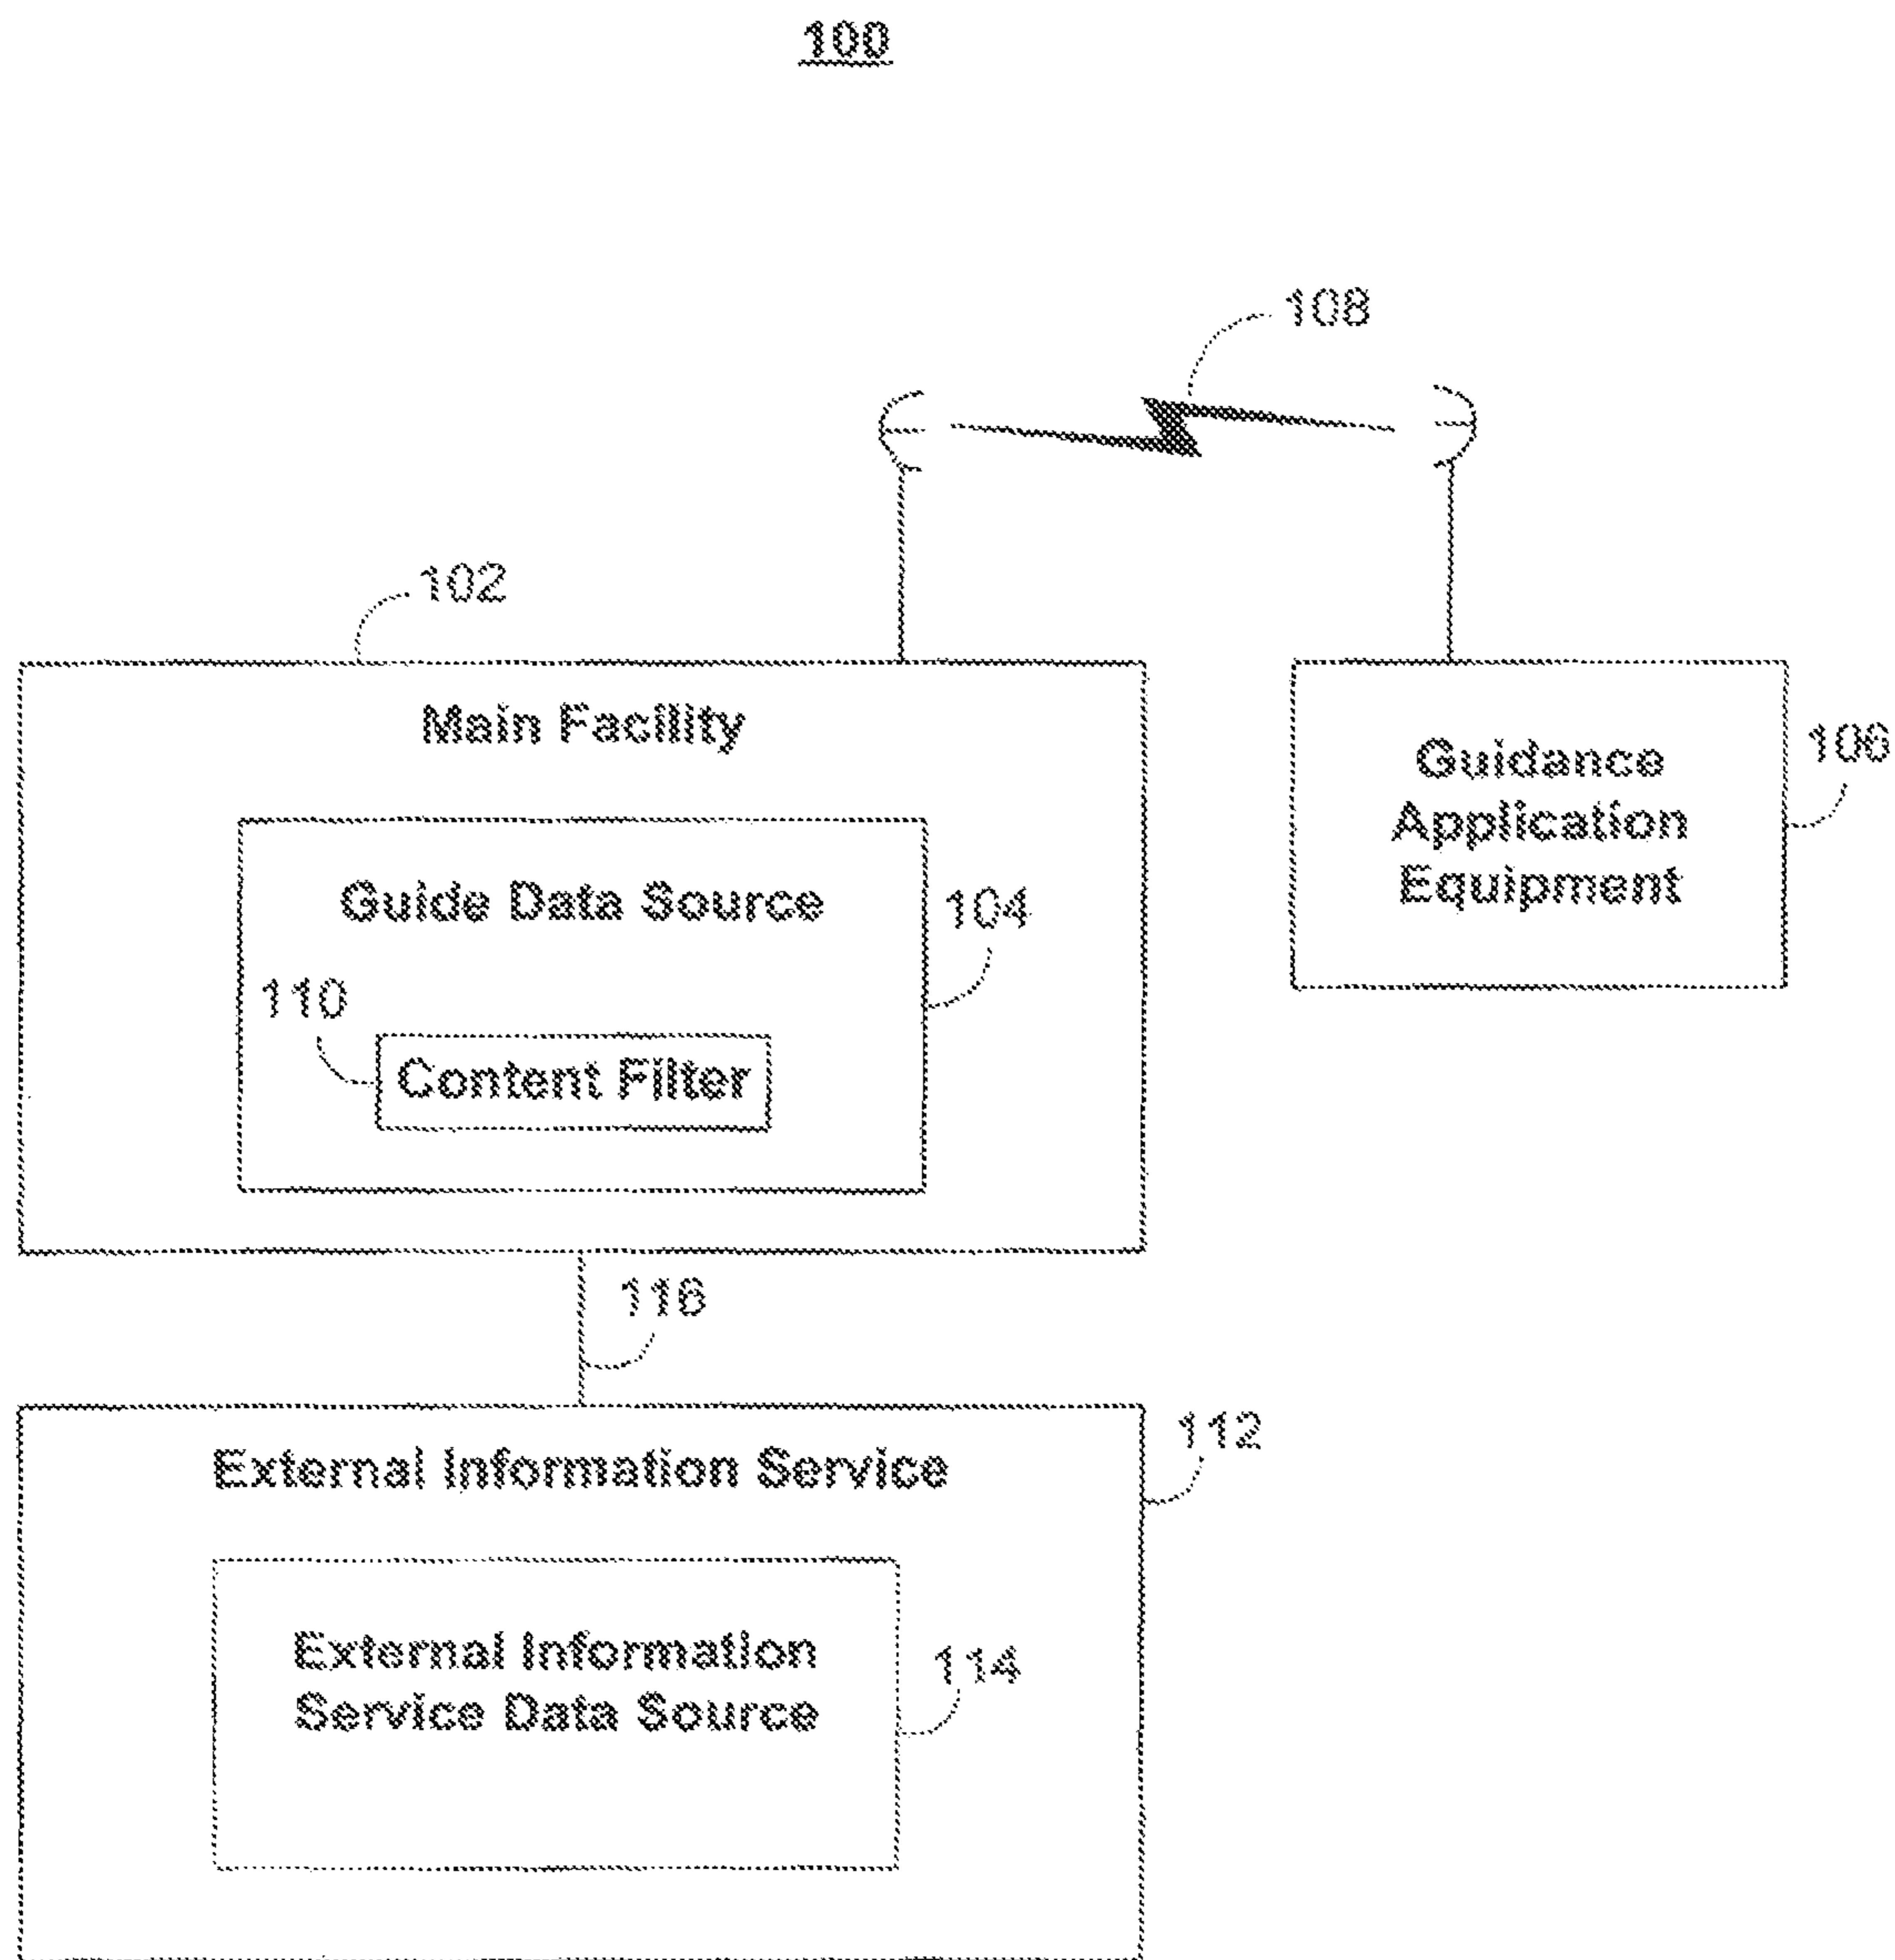 100
108
102
Main Facility
Guidance
Application
Equipment
106
Guide Data Source
104
110
Content Filter
116
112
External Information Service
External Information
Service Data Source
114